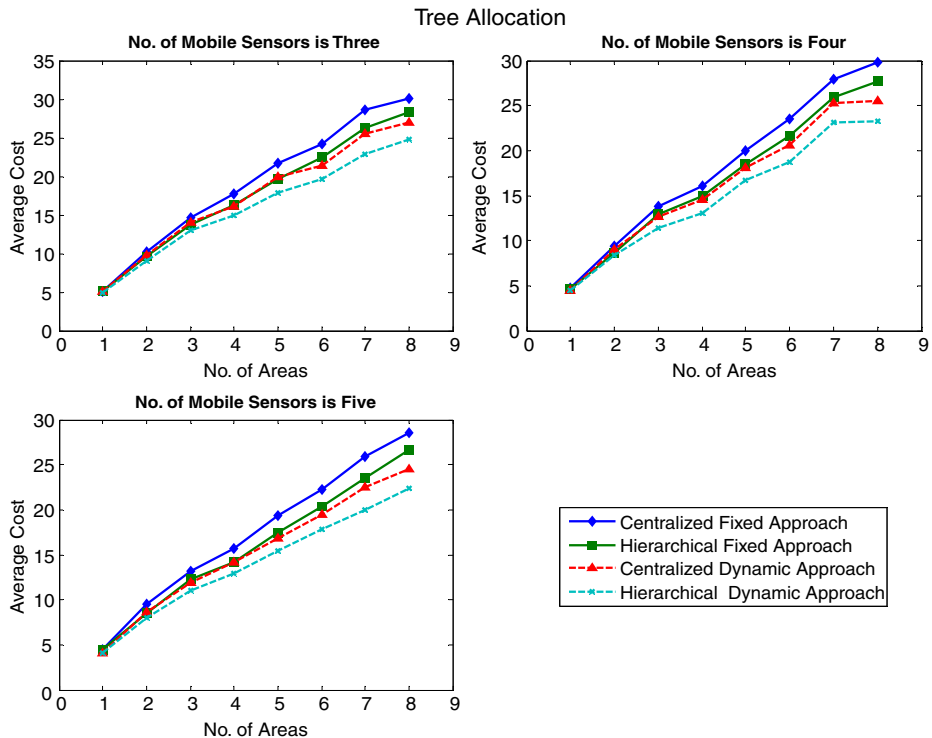 Tree Allocation
No. of Mobile Sensors is Three
35
30
25
20
15
10
5
0
Average Cost
0 1 2 3 4 5 6 7 8 9
No. of Areas
No. of Mobile Sensors is Four
30
25
20
15
10
5
0
Average Cost
0 1 2 3 4 5 6 7 8 9
No. of Areas
No. of Mobile Sensors is Five
30
25
20
15
10
5
0
Average Cost
0 1 2 3 4 5 6 7 8 9
No. of Areas
Centralized Fixed Approach
Hierarchical Fixed Approach
Centralized Dynamic Approach
Hierarchical Dynamic Approach